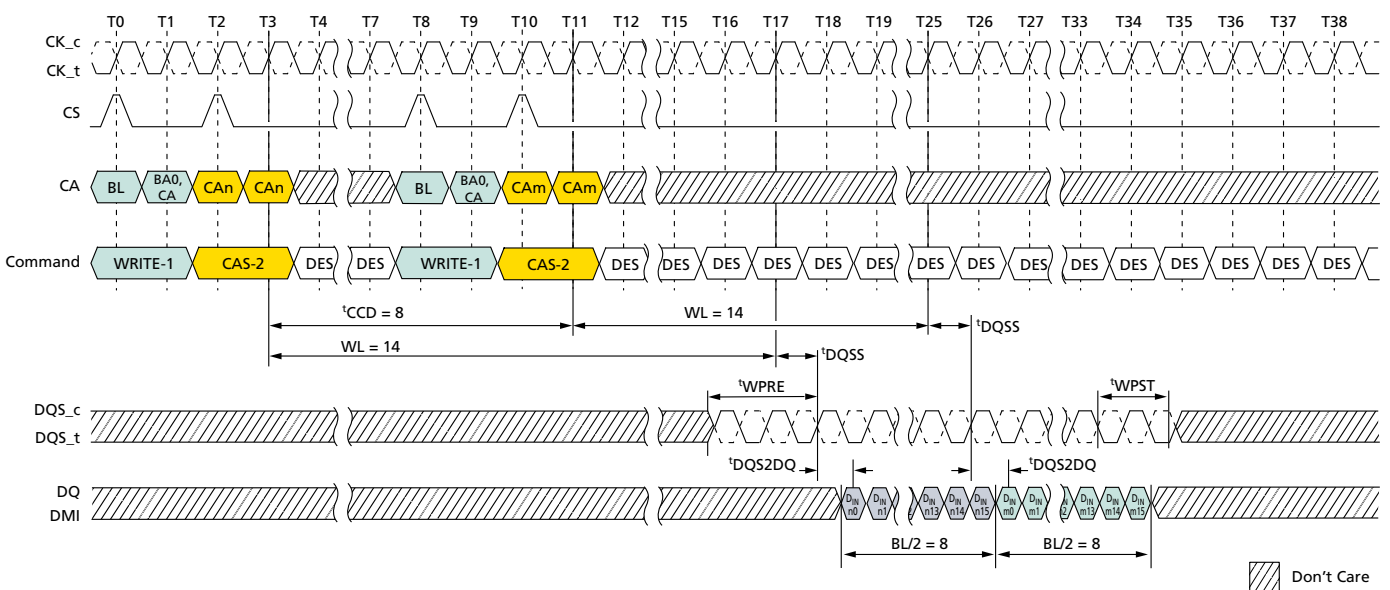 T0 T1 T2 T3 T4 T7 T8 T9 T10 T11 T12 T15 T16 T17 T18 T19 T25 T26 T27 T33 T34 T35 T36 T37 T38
CK_c
CK_t
CS
CA BL BA0, CA CAn CAn BL BA0, CA CAm CAm
Command WRITE-1 CAS-2 DES DES WRITE-1 CAS-2 DES DES DES DES DES DES DES DES DES DES DES DES DES DES DES
tCCD = 8 WL = 14 tDQSS
WL = 14 tDQSS
tWPRE tWPST
DQS_c
DQS_t
tDQS2DQ tDQS2DQ
DQ
DMI
DIN n0 DIN n1 DIN n13 DIN n14 DIN n15 DIN m0 DIN m1 DIN m13 DIN m14 DIN m15
BL/2 = 8 BL/2 = 8
Don't Care